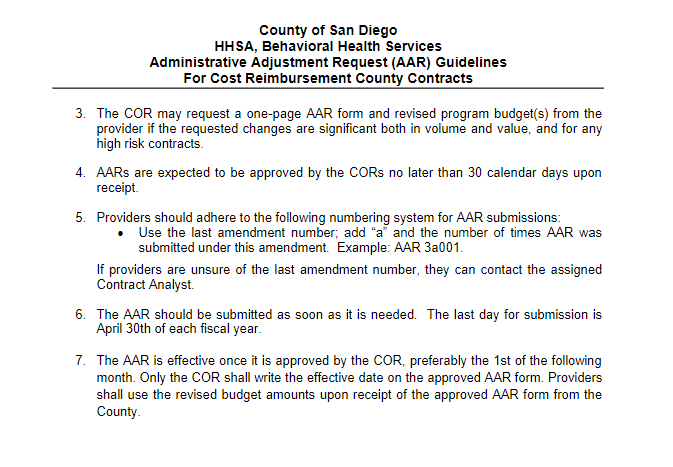 County of San Diego
HHSA, Behavioral Health Services
Administrative Adjustment Request (AAR) Guidelines
For Cost Reimbursement County Contracts
3. The COR may request a one-page AAR form and revised program budget(s) from the
provider if the requested changes are significant both in volume and value, and for any
high risk contracts.
4. AARs are expected to be approved by the CORs no later than 30 calendar days upon
receipt.
5. Providers should adhere to the following numbering system for AAR submissions:
• Use the last amendment number; add “a” and the number of times AAR was
submitted under this amendment. Example: AAR 3a001.
If providers are unsure of the last amendment number, they can contact the assigned
Contract Analyst.
6. The AAR should be submitted as soon as it is needed. The last day for submission is
April 30th of each fiscal year.
7. The AAR is effective once it is approved by the COR, preferably the 1st of the following
month. Only the COR shall write the effective date on the approved AAR form. Providers
shall use the revised budget amounts upon receipt of the approved AAR form from the
County.